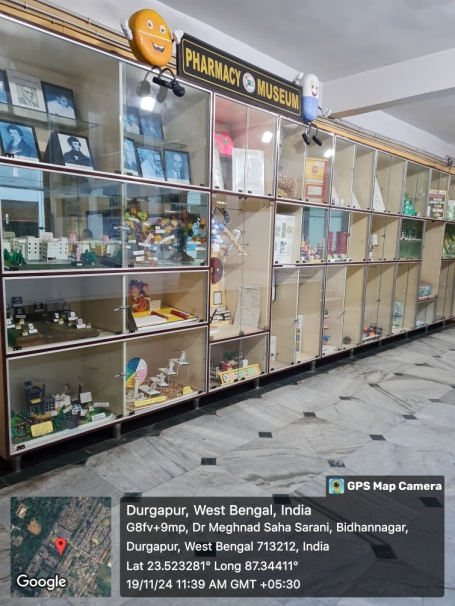 PHARMACY MUSEUM
GPS Map Camera
Durgapur, West Bengal, India
G8fv+9mp, Dr Meghnad Saha Sarani, Bidhannagar,
Durgapur, West Bengal 713212, India
Lat 23.523281° Long 87.34411°
19/11/24 11:39 AM GMT +05:30
Google